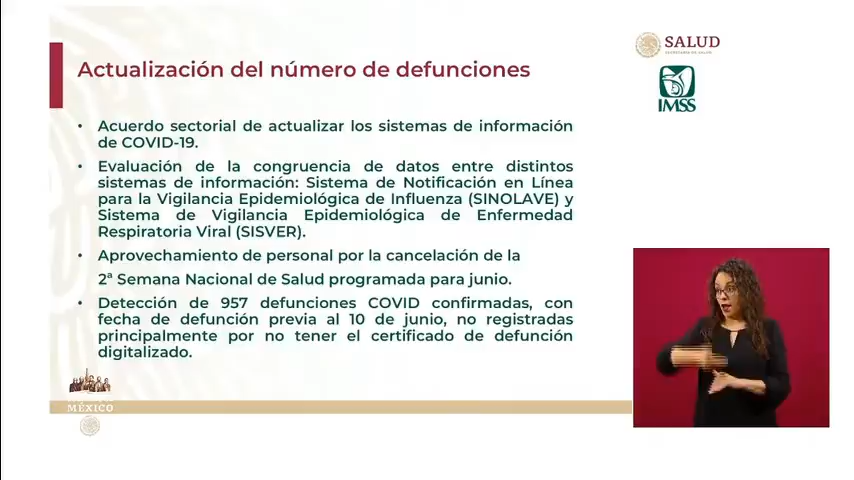 SALUD
SECRETARÍA DE SALUD
IMSS
Actualización del número de defunciones
• Acuerdo sectorial de actualizar los sistemas de información
de COVID-19.
• Evaluación de la congruencia de datos entre distintos
sistemas de información: Sistema de Notificación en Línea
para la Vigilancia Epidemiológica de Influenza (SINOLAVE) y
Sistema de Vigilancia Epidemiológica de Enfermedad
Respiratoria Viral (SISVER).
• Aprovechamiento de personal por la cancelación de la
2ª Semana Nacional de Salud programada para junio.
• Detección de 957 defunciones COVID confirmadas, con
fecha de defunción previa al 10 de junio, no registradas
principalmente por no tener el certificado de defunción
digitalizado.
MÉXICO